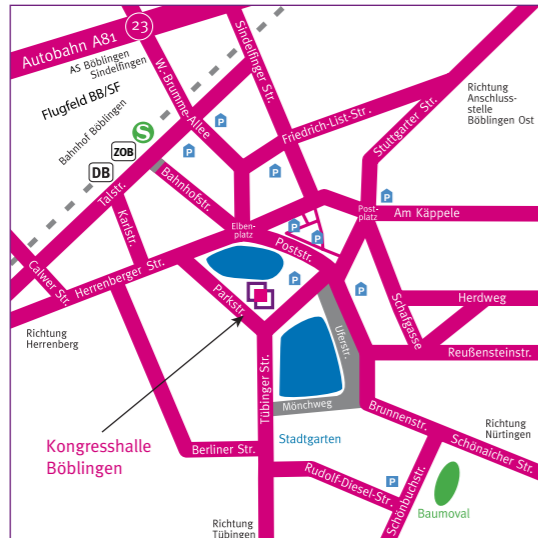 23
Autobahn A81
AS Böblingen
Sindelfingen
Flugfeld BB/SF
Bahnhof Böblingen
S
ZOB
DB
W.-Brumme-Allee
Sindelfinger Str.
Friedrich-List-Str.
Stuttgarter Str.
Richtung
Anschluss-
stelle
Böblingen Ost
P
P
P
P
P
P
P
P
P
Talstr.
Karlstr.
Bahnhofstr.
Elben-
platz
Post-
platz
Am Käppele
Poststr.
Calwer Str.
Herrenberger Str.
Parkstr.
Schafgasse
Herdweg
Uferstr.
Reußensteinstr.
Richtung
Herrenberg
Tübinger Str.
Mönchweg
Brunnenstr.
Richtung
Nürtingen
Schönaicher Str.
Kongresshalle
Böblingen
Berliner Str.
Stadtgarten
Rudolf-Diesel-Str.
Schönbuchstr.
Baumoval
Richtung
Tübingen